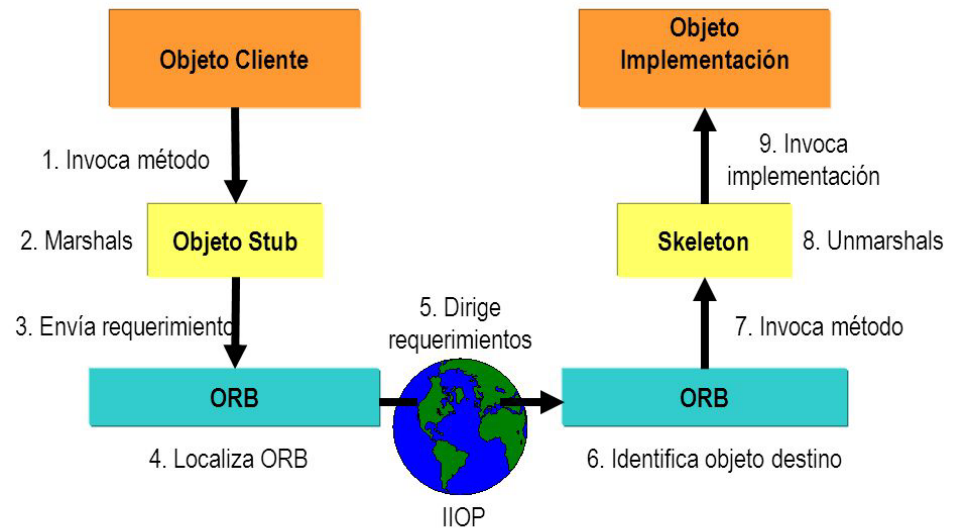 Objeto Cliente
Objeto
Implementación
1. Invoca método
9. Invoca
implementación
2. Marshals
Objeto Stub
Skeleton
8. Unmarshals
3. Envía requerimiento
5. Dirige
requerimientos
7. Invoca método
ORB
ORB
4. Localiza ORB
6. Identifica objeto destino
IIOP